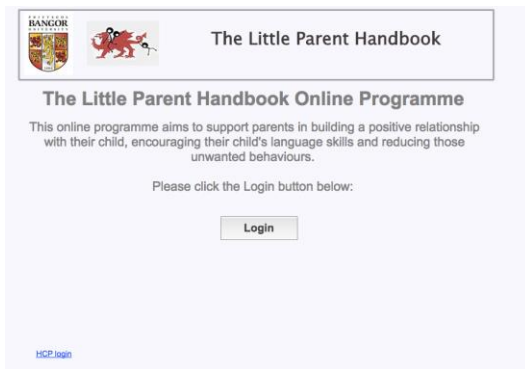 BANGOR
UNIVERSITY
The Little Parent Handbook
The Little Parent Handbook Online Programme
This online programme aims to support parents in building a positive relationship
with their child, encouraging their child's language skills and reducing those
unwanted behaviours.
Please click the Login button below:
Login
HCP login